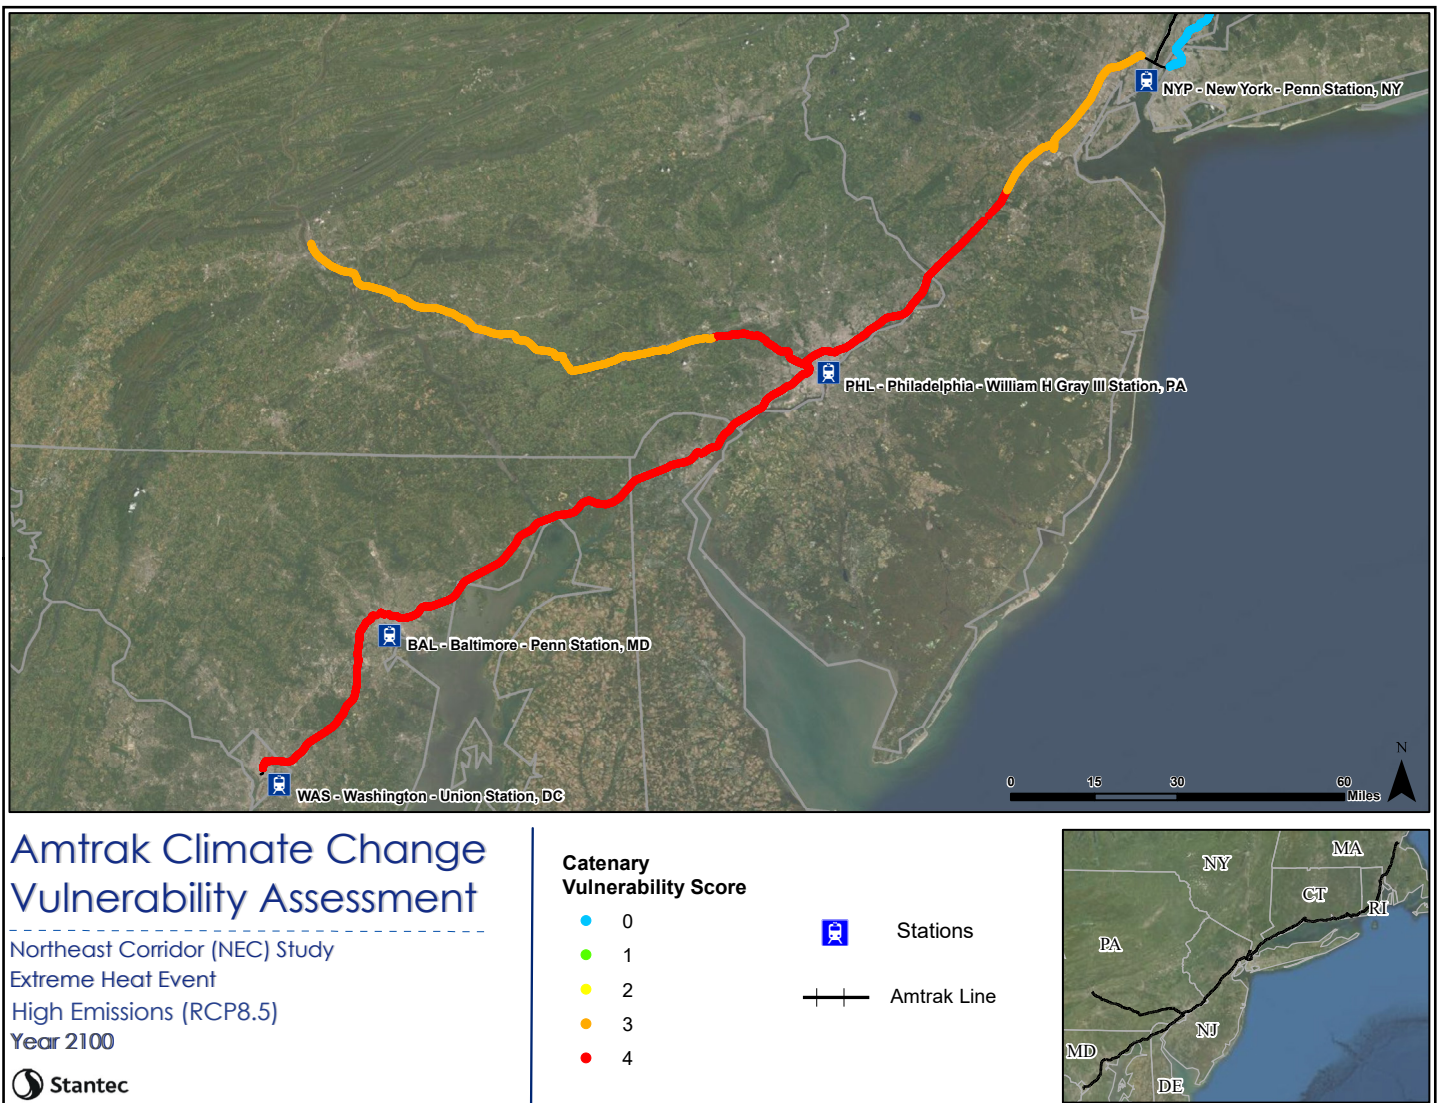 NYP - New York - Penn Station, NY
PHL - Philadelphia - William H Gray III Station, PA
BAL - Baltimore - Penn Station, MD
WAS - Washington - Union Station, DC
N
0 15 30 60
Miles
Amtrak Climate Change
Vulnerability Assessment
Northeast Corridor (NEC) Study
Extreme Heat Event
High Emissions (RCP8.5)
Year 2100
Stantec
Catenary
Vulnerability Score
0
1
2
3
4
Stations
Amtrak Line
NY
MA
CT
RI
PA
NJ
MD
DE